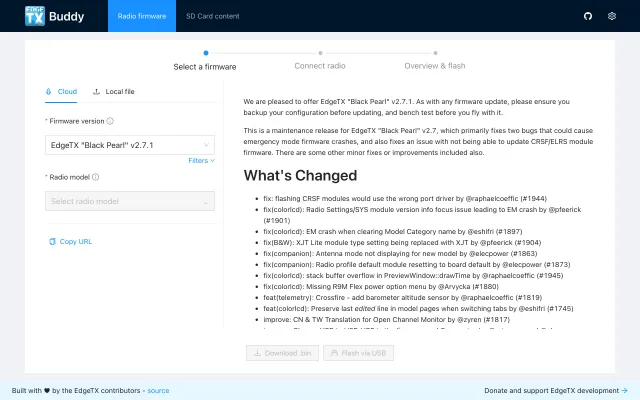 EDGE TX Buddy Radio firmware SD Card content
Select a firmware Connect radio Overview & flash
Cloud Local file
* Firmware version
EdgeTX "Black Pearl" v2.7.1
Filters
* Radio model
Select radio model
Copy URL
We are pleased to offer EdgeTX "Black Pearl" v2.7.1. As with any firmware update, please ensure you
backup your configuration before updating, and bench test before you fly with it.
This is a maintenance release for EdgeTX "Black Pearl" v2.7, which primarily fixes two bugs that could cause
emergency mode firmware crashes, and also fixes an issue with not being able to update CRSF/ELRS module
firmware. There are some other minor fixes or improvements included also.
What's Changed
• fix: flashing CRSF modules would use the wrong port driver by @raphaelcoeffic (#1944)
• fix(colorlcd): Radio Settings/SYS module version info focus issue leading to EM crash by @pfeerick
(#1901)
• fix(colorlcd): EM crash when clearing Model Category name by @eshifri (#1897)
• fix(B&W): XJT Lite module type setting being replaced with XJT by @pfeerick (#1904)
• fix(companion): Antenna mode not displaying for new model by @elecpower (#1863)
• fix(companion): Radio profile default module resetting to board default by @elecpower (#1873)
• fix(colorlcd): stack buffer overflow in PreviewWindow::drawTime by @raphaelcoeffic (#1945)
• fix(colorlcd): Missing R9M Flex power option menu by @Arvycka (#1880)
• feat(telemetry): Crossfire - add barometer altitude sensor by @raphaelcoeffic (#1819)
• feat(colorlcd): Preserve last edited line in model pages when switching tabs by @eshifri (#1745)
• improve: CN & TW Translation for Open Channel Monitor by @zyren (#1817)
Download .bin Flash via USB
Built with ♥ by the EdgeTX contributors - source
Donate and support EdgeTX development →